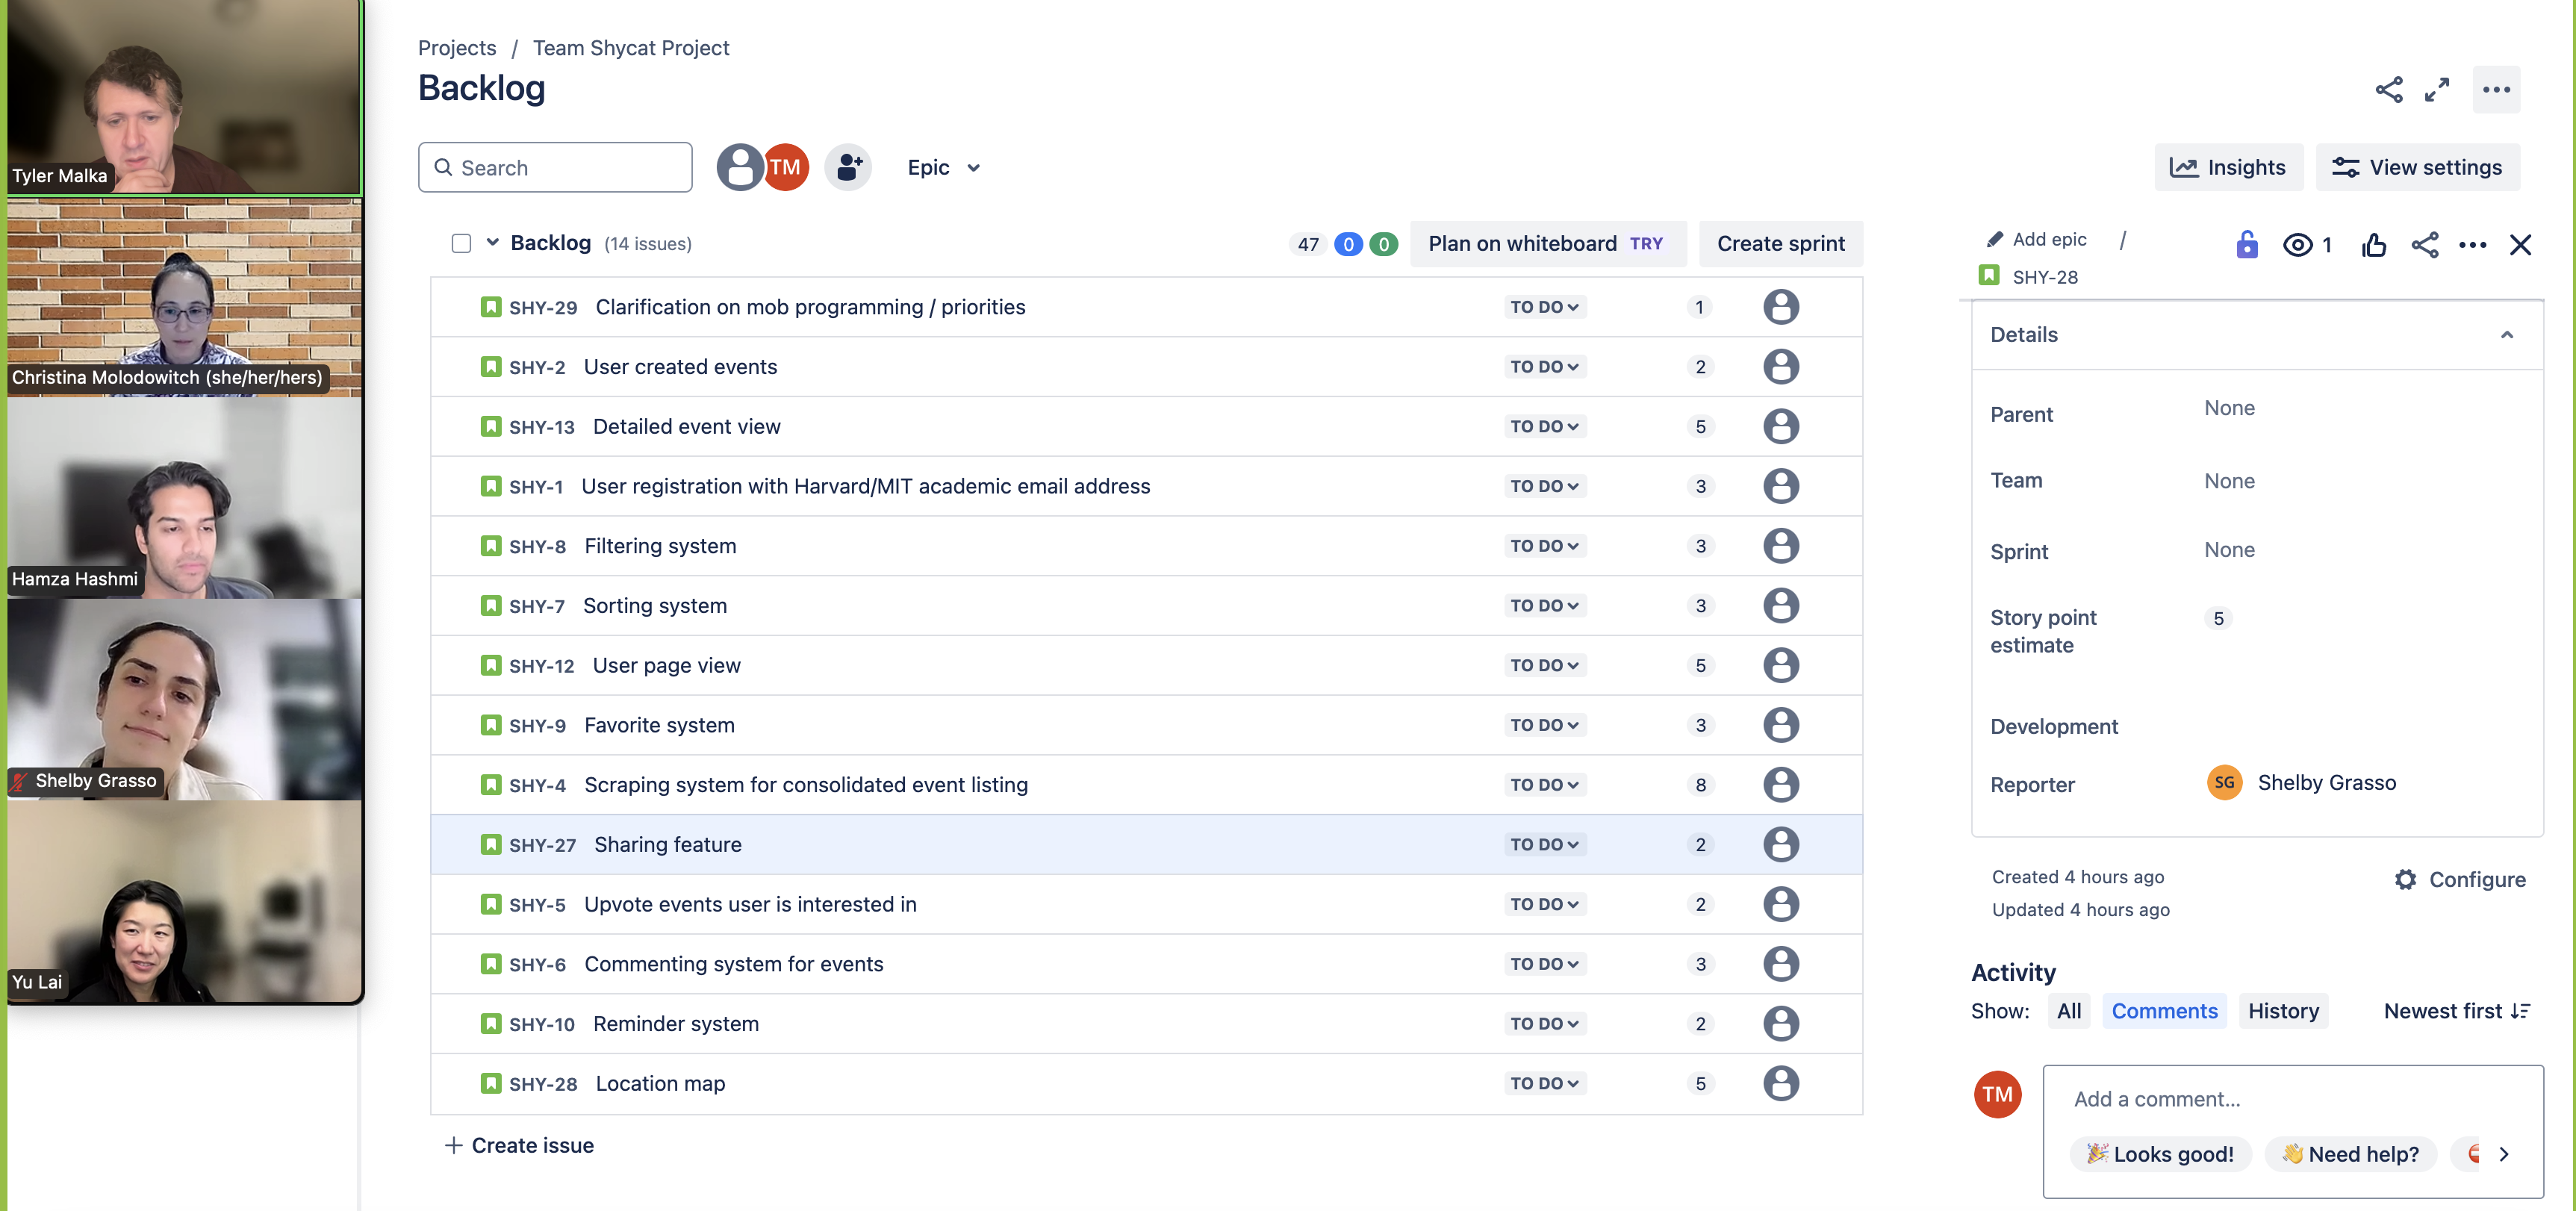 Tyler Malka
Christina Molodowitch (she/her/hers)
Hamza Hashmi
Shelby Grasso
Yu Lai
Projects / Team Shycat Project
Backlog
Search
TM
Epic
Insights
View settings
Backlog (14 issues)
47 0 0
Plan on whiteboard TRY
Create sprint
SHY-29 Clarification on mob programming / priorities TO DO 1
SHY-2 User created events TO DO 2
SHY-13 Detailed event view TO DO 5
SHY-1 User registration with Harvard/MIT academic email address TO DO 3
SHY-8 Filtering system TO DO 3
SHY-7 Sorting system TO DO 3
SHY-12 User page view TO DO 5
SHY-9 Favorite system TO DO 3
SHY-4 Scraping system for consolidated event listing TO DO 8
SHY-27 Sharing feature TO DO 2
SHY-5 Upvote events user is interested in TO DO 2
SHY-6 Commenting system for events TO DO 3
SHY-10 Reminder system TO DO 2
SHY-28 Location map TO DO 5
+ Create issue
Add epic /
SHY-28
1
Details
Parent None
Team None
Sprint None
Story point
estimate
5
Development
Reporter SG Shelby Grasso
Created 4 hours ago
Updated 4 hours ago
Configure
Activity
Show: All Comments History Newest first
TM
Add a comment...
🎉 Looks good! 👋 Need help?